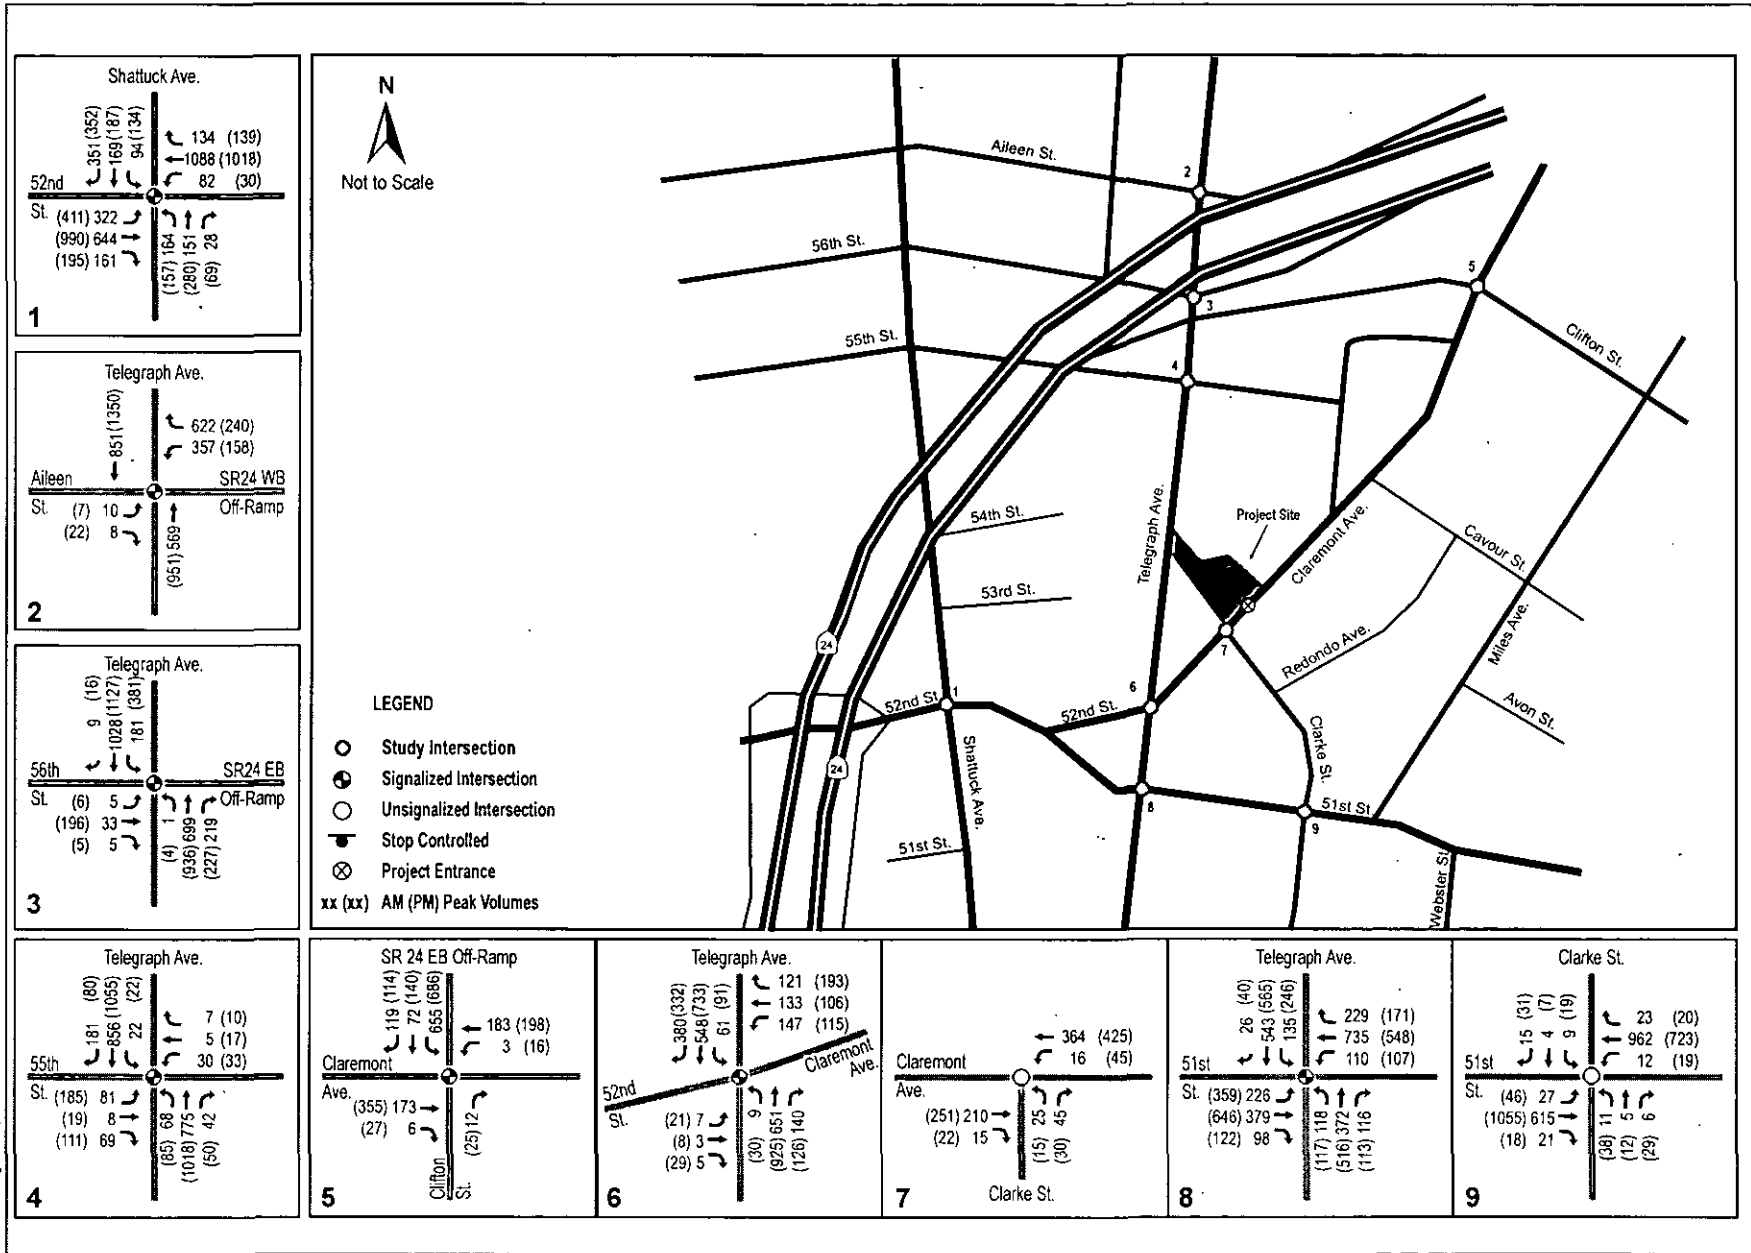 Shattuck Ave.
351 (352)
169 (187)
94 (134)
134 (139)
1088 (1018)
82 (30)
52nd
St.
(411) 322
(990) 644
(195) 161
(157) 164
(280) 151
(69) 28
1
Telegraph Ave.
851 (1350)
622 (240)
357 (158)
Aileen
St.
SR24 WB
Off-Ramp
(7) 10
(22) 8
(951) 569
2
Telegraph Ave.
9 (16)
1028 (1127)
181 (381)
56th
St.
SR24 EB
Off-Ramp
(6) 5
(196) 33
(5) 5
(4) 1
(936) 699
(227) 219
3
Telegraph Ave.
181 (80)
856 (1055)
22 (22)
7 (10)
5 (17)
30 (33)
55th
St.
(185) 81
(19) 8
(111) 69
(85) 68
(1018) 775
(50) 42
4
N
Not to Scale
Aileen St.
56th St.
55th St.
54th St.
53rd St.
52nd St.
52nd St.
51st St.
51st St.
Shattuck Ave.
Telegraph Ave.
Claremont Ave.
Project Site
Clifton St.
Cavour St.
Miles Ave.
Redondo Ave.
Avon St.
Clarke St.
Webster St.
24
24
1
2
3
4
5
6
7
8
9
LEGEND
Study Intersection
Signalized Intersection
Unsignalized Intersection
Stop Controlled
Project Entrance
xx (xx) AM (PM) Peak Volumes
SR 24 EB Off-Ramp
119 (114)
72 (140)
655 (686)
183 (198)
3 (16)
Claremont
Ave.
(355) 173
(27) 6
(25) 12
Clifton
St.
5
Telegraph Ave.
380 (332)
548 (733)
61 (91)
121 (193)
133 (106)
147 (115)
52nd
St.
Claremont
Ave.
(21) 7
(8) 3
(29) 5
(30) 9
(925) 651
(126) 140
6
364 (425)
16 (45)
Claremont
Ave.
(251) 210
(22) 15
(15) 25
(30) 45
Clarke St.
7
Telegraph Ave.
26 (40)
543 (565)
135 (246)
229 (171)
735 (548)
110 (107)
51st
St.
(359) 226
(646) 379
(122) 98
(117) 118
(516) 372
(113) 116
8
Clarke St.
15 (31)
4 (7)
9 (19)
23 (20)
962 (723)
12 (19)
51st
St.
(46) 27
(1055) 615
(18) 21
(38) 11
(12) 5
(29) 6
9